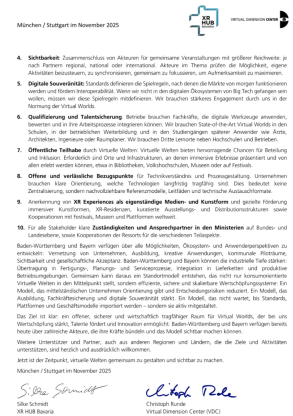 München / Stuttgart im November 2025
XR
HUB
VIRTUAL DIMENSION CENTER
4. Sichtbarkeit: Zusammenschluss von Akteuren für gemeinsame Veranstaltungen mit größerer Reichweite: je
nach Partnern regional, national oder international. Akteure im Thema prüfen die Möglichkeit, eigene
Aktivitäten beizusteuern, zu synchronisieren, gemeinsam zu fokussieren, um Aufmerksamkeit zu maximieren.
5. Digitale Souveränität: Standards definieren die Spielregeln, nach denen die Märkte von morgen funktionieren
werden und fördern Interoperabilität. Wenn wir nicht in den digitalen Ökosystemen von Big Tech gefangen sein
wollen, müssen wir diese Spielregeln mitdefinieren. Wir brauchen stärkeres Engagement durch uns in der
Normung der Virtual Worlds.
6. Qualifizierung und Talentsicherung: Betriebe brauchen Fachkräfte, die digitale Werkzeuge anwenden,
bewerten und in ihre Arbeitsprozesse integrieren können. Wir brauchen State-of-the-Art Virtual Worlds in den
Schulen, in der betrieblichen Weiterbildung und in den Studiengängen späterer Anwender wie Ärzte,
Architekten, Ingenieure oder Raumplaner. Wir brauchen Dritte Lernorte neben Hochschulen und Betrieben.
7. Öffentliche Teilhabe durch Virtuelle Welten: Virtuelle Welten bieten hervorragende Chancen für Beteiligung
und Inklusion. Erforderlich sind Orte und Infrastrukturen, an denen immersive Erlebnisse präsentiert und von
allen erlebt werden können, etwa in Bibliotheken, Volkshochschulen, Museen oder auf Festivals.
8. Offene und verlässliche Bezugspunkte für Technikverständnis und Prozessgestaltung. Unternehmen
brauchen klare Orientierung, welche Technologien langfristig tragfähig sind. Dies bedeutet keine
Zentralisierung, sondern nachvollziehbare Referenzmodelle, Leitfäden und technische Austauschformate.
9. Anerkennung von XR Experiences als eigenständige Medien- und Kunstform und gezielte Förderung
immersiver Kunstformen, XR-Residenzen, kuratierte Ausstellungs- und Distributionsstrukturen sowie
Kooperationen mit Festivals, Museen und Plattformen weltweit.
10. Für alle Stakeholder klare Zuständigkeiten und Ansprechpartner in den Ministerien auf Bundes- und
Landesebene, sowie Kooperationen der Ressorts für die verschiedenen Teilaspekte.
Baden-Württemberg und Bayern verfügen über alle Möglichkeiten, Ökosystem- und Anwendungsperspektiven zu
entwickeln: Vernetzung von Unternehmen, Ausbildung, kreative Anwendungen, kommunale Pilotträume,
Sichtbarkeit und gesellschaftliche Akzeptanz. Baden-Württemberg und Bayern können die industrielle Tiefe stärken:
Übertragung in Fertigungs-, Planungs- und Serviceprozesse, Integration in Lieferketten und produktive
Betriebsumgebungen. Gemeinsam kann daraus ein Standortmodell entstehen, das nicht nur konsumorientierte
Virtuelle Welten in den Mittelpunkt stellt, sondern effiziente, sichere und skalierbare Wertschöpfungssysteme: Ein
Modell, das mittelständischen Unternehmen Orientierung gibt und Entscheidungsrisiken reduziert. Ein Modell, das
Ausbildung, Fachkräftesicherung und digitale Souveränität stärkt. Ein Modell, das nicht wartet, bis Standards,
Plattformen und Geschäftsmodelle importiert werden – sondern sie aktiv mitgestaltet.
Das Ziel ist klar: ein offener, sicherer und wirtschaftlich tragfähiger Raum für Virtual Worlds, der bei uns
Wertschöpfung stärkt, Talente fördert und Innovation ermöglicht. Baden-Württemberg und Bayern verfügen bereits
heute über zahlreiche Akteure, die ihre Kräfte bündeln und das Modell sichtbar machen können.
Weitere Unterstützer und Partner, auch aus anderen Regionen und Ländern, die die Ziele und Aktivitäten
unterstützen, sind herzlich und ausdrücklich willkommen.
Jetzt ist der Zeitpunkt, virtuelle Welten gemeinsam zu gestalten und sichtbar zu machen.
München / Stuttgart im November 2025
Silke Schmidt
Christoph Runde
Silke Schmidt
Christoph Runde
XR HUB Bavaria
Virtual Dimension Center (VDC)